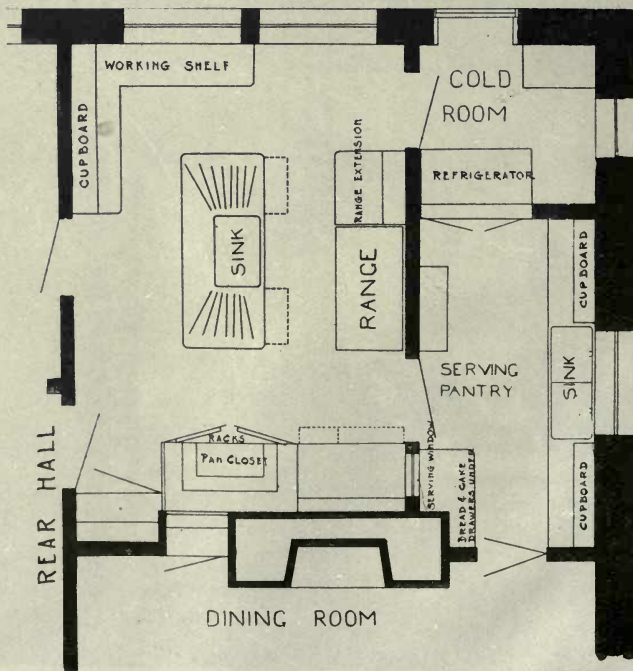 WORKING SHELF
CUPBOARD
COLD
ROOM
RANGE EXTENSION
REFRIGERATOR
SINK
RANGE
CUPBOARD
SERVING
PANTRY
SINK
RACKS
PAN CLOSET
SERVING WINDOW
BREAD & CAKE
DRAWERS UNDER
CUPBOARD
REAR HALL
DINING ROOM